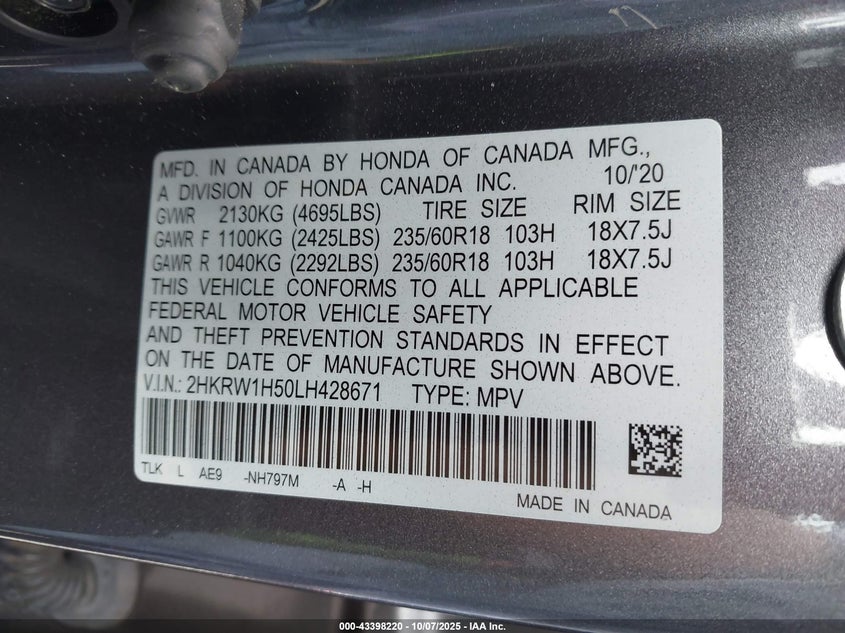 MFD. IN CANADA BY HONDA OF CANADA MFG.,
A DIVISION OF HONDA CANADA INC. 10/'20
GVWR 2130KG (4695LBS) TIRE SIZE RIM SIZE
GAWR F 1100KG (2425LBS) 235/60R18 103H 18X7.5J
GAWR R 1040KG (2292LBS) 235/60R18 103H 18X7.5J
THIS VEHICLE CONFORMS TO ALL APPLICABLE
FEDERAL MOTOR VEHICLE SAFETY
AND THEFT PREVENTION STANDARDS IN EFFECT
ON THE DATE OF MANUFACTURE SHOWN ABOVE.
V.I.N.: 2HKRW1H50LH428671 TYPE: MPV
TLK L AE9 -NH797M -A -H
MADE IN CANADA
000-43398220 - 10/07/2025 - IAA Inc.